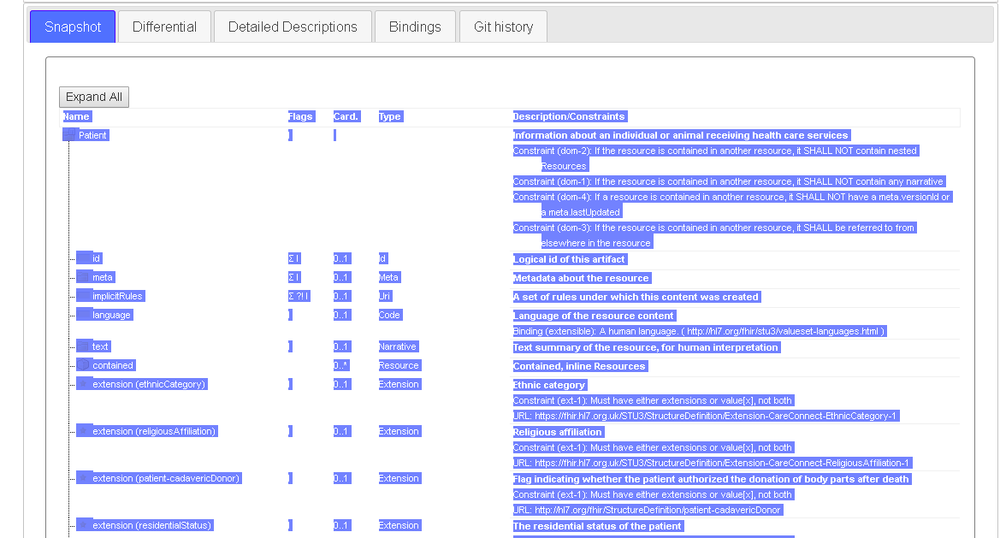 Snapshot Differential Detailed Descriptions Bindings Git history
Expand All
Name Flags Card. Type Description/Constraints
Patient I Information about an individual or animal receiving health care services
Constraint (dom-2): If the resource is contained in another resource, it SHALL NOT contain nested
Resources
Constraint (dom-1): If the resource is contained in another resource, it SHALL NOT contain any narrative
Constraint (dom-4): If a resource is contained in another resource, it SHALL NOT have a meta.versionId or
a meta.lastUpdated
Constraint (dom-3): If the resource is contained in another resource, it SHALL be referred to from
elsewhere in the resource
id Σ I 0..1 Id Logical id of this artifact
meta Σ I 0..1 Meta Metadata about the resource
implicitRules Σ ?! I 0..1 Uri A set of rules under which this content was created
language I 0..1 Code Language of the resource content
Binding (extensible): A human language. ( http://hl7.org/fhir/stu3/valueset-languages.html )
text I 0..1 Narrative Text summary of the resource, for human interpretation
contained 0..* Resource Contained, inline Resources
extension (ethnicCategory) I 0..1 Extension Ethnic category
Constraint (ext-1): Must have either extensions or value[x], not both
URL: https://fhir.hl7.org.uk/STU3/StructureDefinition/Extension-CareConnect-EthnicCategory-1
extension (religiousAffiliation) I 0..1 Extension Religious affiliation
Constraint (ext-1): Must have either extensions or value[x], not both
URL: https://fhir.hl7.org.uk/STU3/StructureDefinition/Extension-CareConnect-ReligiousAffiliation-1
extension (patient-cadavericDonor) I 0..1 Extension Flag indicating whether the patient authorized the donation of body parts after death
Constraint (ext-1): Must have either extensions or value[x], not both
URL: http://hl7.org/fhir/StructureDefinition/patient-cadavericDonor
extension (residentialStatus) I 0..1 Extension The residential status of the patient